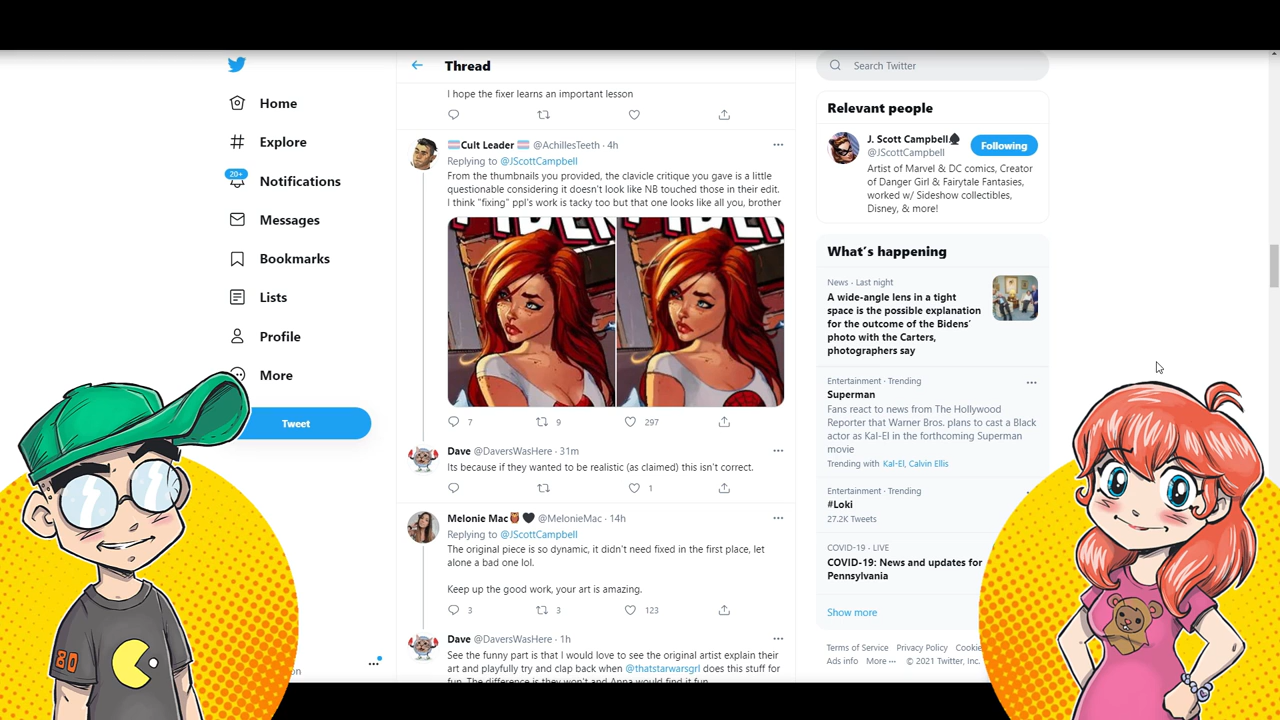 Home
Explore
20+
Notifications
Messages
Bookmarks
Lists
Profile
More
Tweet
Thread
I hope the fixer learns an important lesson
Cult Leader @AchillesTeeth · 4h
Replying to @JScottCampbell
From the thumbnails you provided, the clavicle critique you gave is a little
questionable considering it doesn't look like NB touched those in their edit.
I think "fixing" ppl's work is tacky too but that one looks like all you, brother
7 9 297
Dave @DaversWasHere · 31m
Its because if they wanted to be realistic (as claimed) this isn't correct.
1
Melonie Mac @MelonieMac · 14h
Replying to @JScottCampbell
The original piece is so dynamic, it didn't need fixed in the first place, let
alone a bad one lol.
Keep up the good work, your art is amazing.
3 3 123
Dave @DaversWasHere · 1h
See the funny part is that I would love to see the original artist explain their
art and playfully try and clap back when @thatstarwarsgrl does this stuff for
fun. The difference is they won't and Anna would find it fun.
Search Twitter
Relevant people
J. Scott Campbell
@JScottCampbell
Following
Artist of Marvel & DC comics, Creator
of Danger Girl & Fairytale Fantasies,
worked w/ Sideshow collectibles,
Disney, & more!
What's happening
News · Last night
A wide-angle lens in a tight
space is the possible explanation
for the outcome of the Bidens'
photo with the Carters,
photographers say
Entertainment · Trending
Superman
Fans react to news from The Hollywood
Reporter that Warner Bros. plans to cast a Black
actor as Kal-El in the forthcoming Superman
movie
Trending with Kal-El, Calvin Ellis
Entertainment · Trending
#Loki
27.2K Tweets
COVID-19 · LIVE
COVID-19: News and updates for
Pennsylvania
Show more
Terms of Service Privacy Policy Cookie
Ads info More ··· © 2021 Twitter, Inc.
80